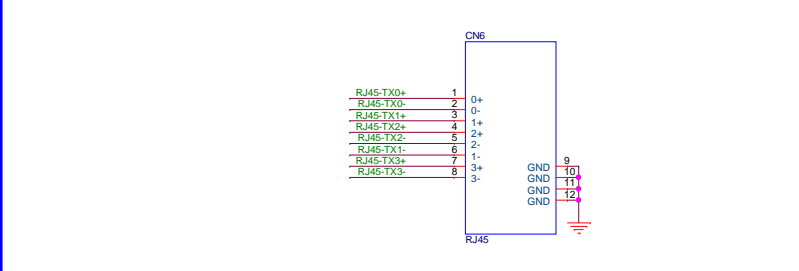 CN6
RJ45-TX0+ 1 0+
RJ45-TX0- 2 0-
RJ45-TX1+ 3 1+
RJ45-TX2+ 4 2+
RJ45-TX2- 5 2-
RJ45-TX1- 6 1-
RJ45-TX3+ 7 3+ GND 9
RJ45-TX3- 8 3- GND 10
GND 11
GND 12
RJ45